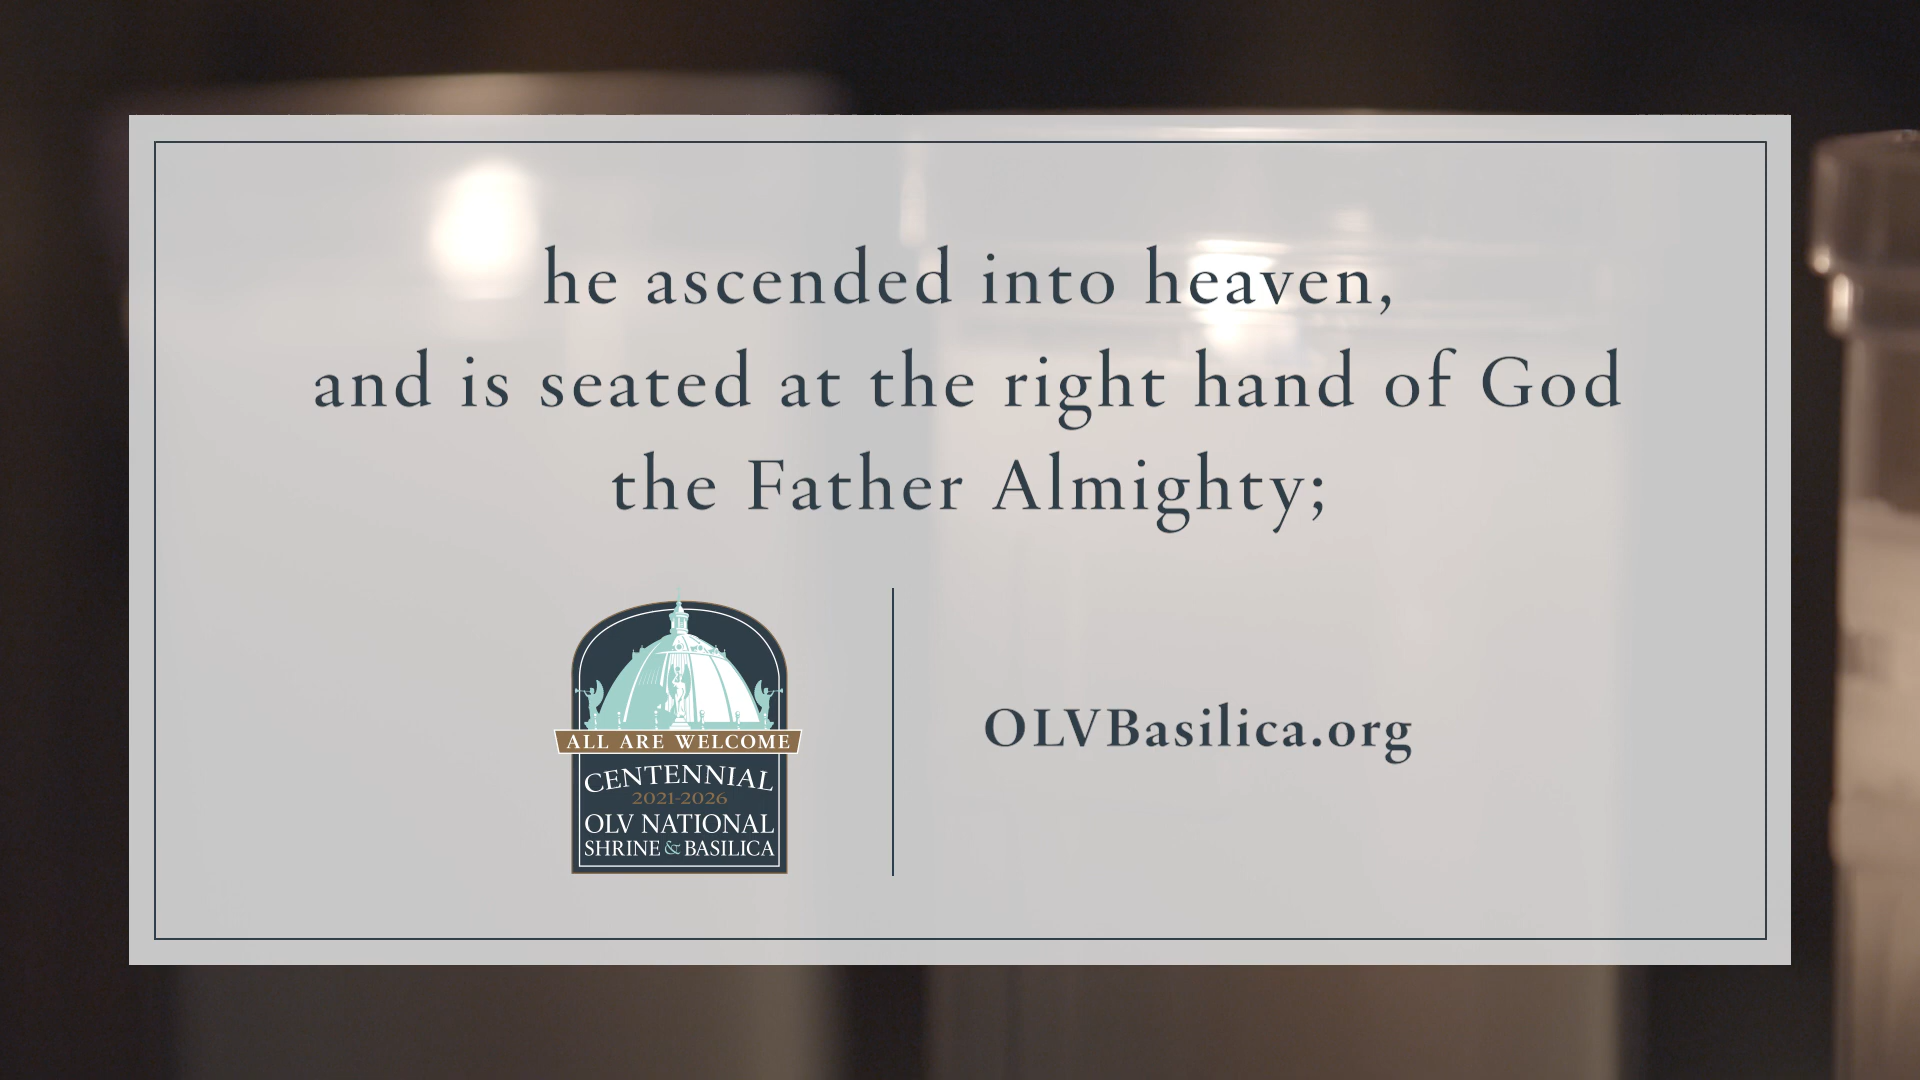 he ascended into heaven,
and is seated at the right hand of God
the Father Almighty;
ALL ARE WELCOME
CENTENNIAL
2021-2026
OLV NATIONAL
SHRINE & BASILICA
OLVBasilica.org